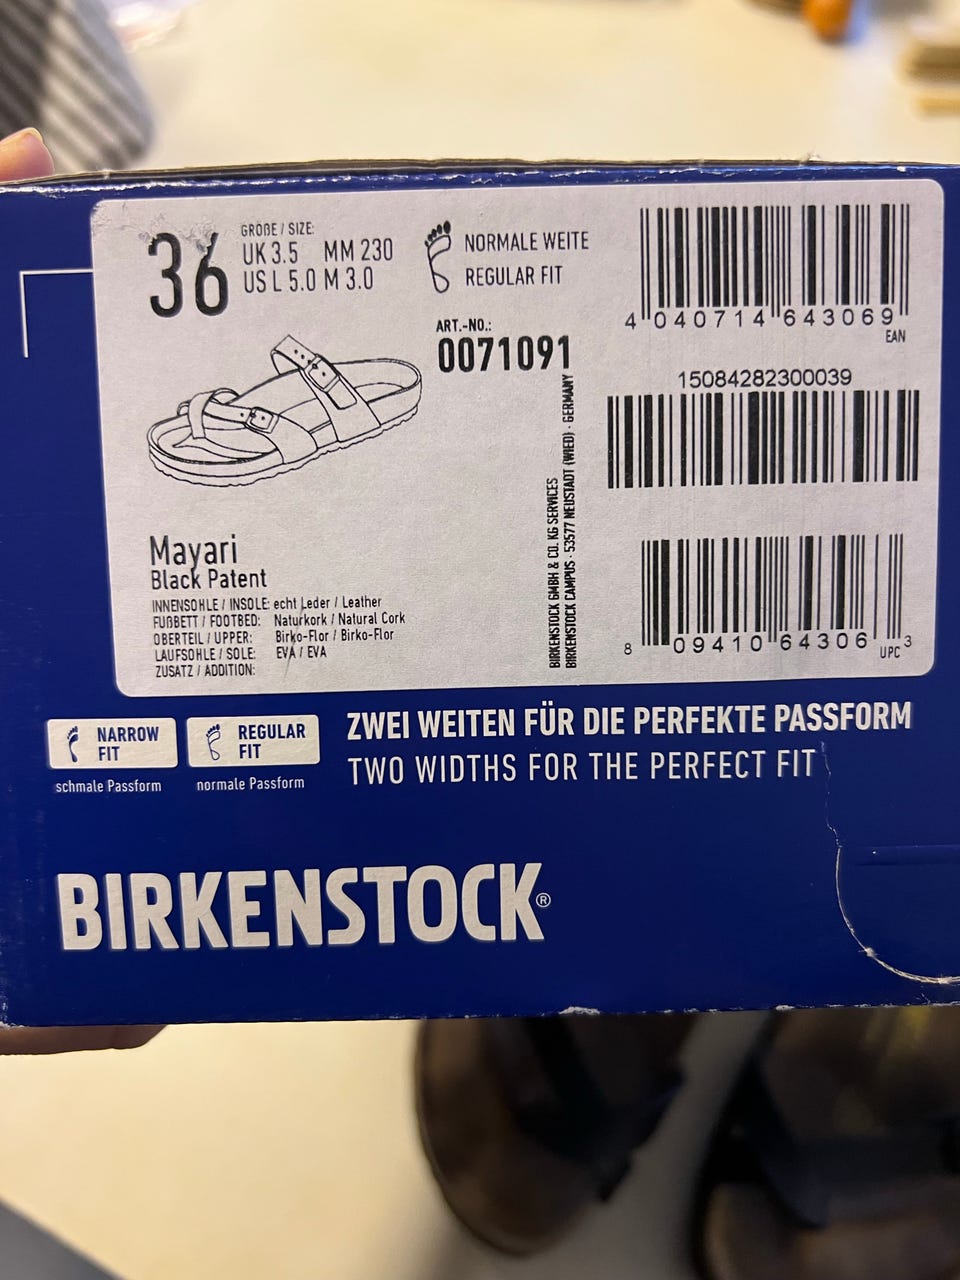 36
GRÖẞE / SIZE:
UK 3.5 MM 230
US L 5.0 M 3.0
NORMALE WEITE
REGULAR FIT
ART.-NO.:
0071091
4 040714 643069
EAN
15084282300039
8 09410 64306 3
UPC
BIRKENSTOCK GMBH & CO. KG SERVICES
BIRKENSTOCK CAMPUS · 53577 NEUSTADT (WIED) · GERMANY
Mayari
Black Patent
INNENSOHLE / INSOLE: echt Leder / Leather
FUẞBETT / FOOTBED: Naturkork / Natural Cork
OBERTEIL / UPPER: Birko-Flor / Birko-Flor
LAUFSOHLE / SOLE: EVA / EVA
ZUSATZ / ADDITION:
NARROW
FIT
schmale Passform
REGULAR
FIT
normale Passform
ZWEI WEITEN FÜR DIE PERFEKTE PASSFORM
TWO WIDTHS FOR THE PERFECT FIT
BIRKENSTOCK®